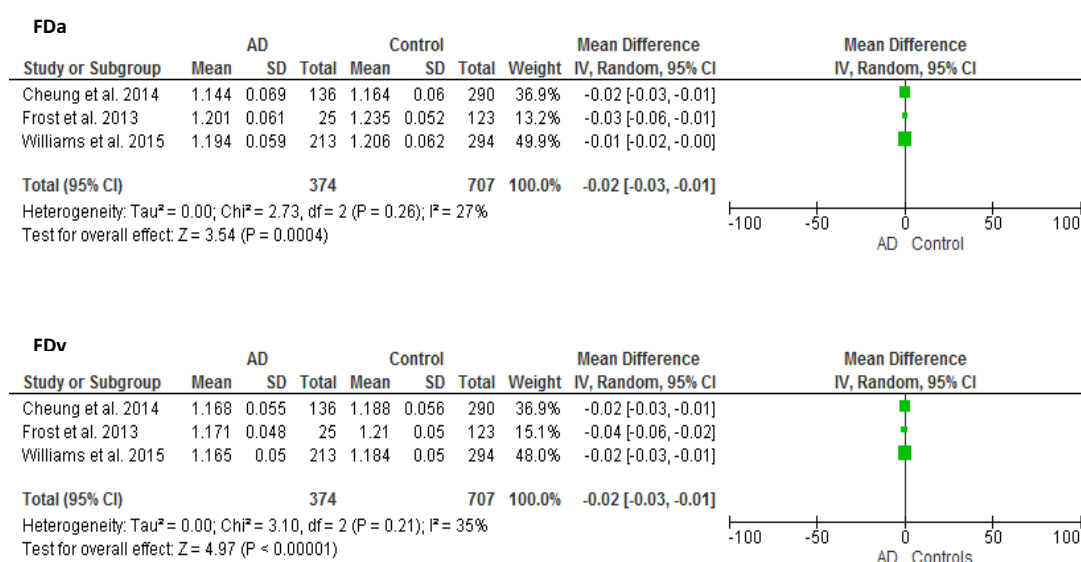 FDa
AD Control Mean Difference Mean Difference
Study or Subgroup Mean SD Total Mean SD Total Weight IV, Random, 95% CI IV, Random, 95% CI
Cheung et al. 2014 1.144 0.069 136 1.164 0.06 290 36.9% -0.02 [-0.03, -0.01]
Frost et al. 2013 1.201 0.061 25 1.235 0.052 123 13.2% -0.03 [-0.06, -0.01]
Williams et al. 2015 1.194 0.059 213 1.206 0.062 294 49.9% -0.01 [-0.02, -0.00]
Total (95% CI) 374 707 100.0% -0.02 [-0.03, -0.01]
Heterogeneity: Tau² = 0.00; Chi² = 2.73, df = 2 (P = 0.26); I² = 27%
Test for overall effect: Z = 3.54 (P = 0.0004)
-100 -50 0 50 100
AD Control
FDv
AD Control Mean Difference Mean Difference
Study or Subgroup Mean SD Total Mean SD Total Weight IV, Random, 95% CI IV, Random, 95% CI
Cheung et al. 2014 1.168 0.055 136 1.188 0.056 290 36.9% -0.02 [-0.03, -0.01]
Frost et al. 2013 1.171 0.048 25 1.21 0.05 123 15.1% -0.04 [-0.06, -0.02]
Williams et al. 2015 1.165 0.05 213 1.184 0.05 294 48.0% -0.02 [-0.03, -0.01]
Total (95% CI) 374 707 100.0% -0.02 [-0.03, -0.01]
Heterogeneity: Tau² = 0.00; Chi² = 3.10, df = 2 (P = 0.21); I² = 35%
Test for overall effect: Z = 4.97 (P < 0.00001)
-100 -50 0 50 100
AD Controls